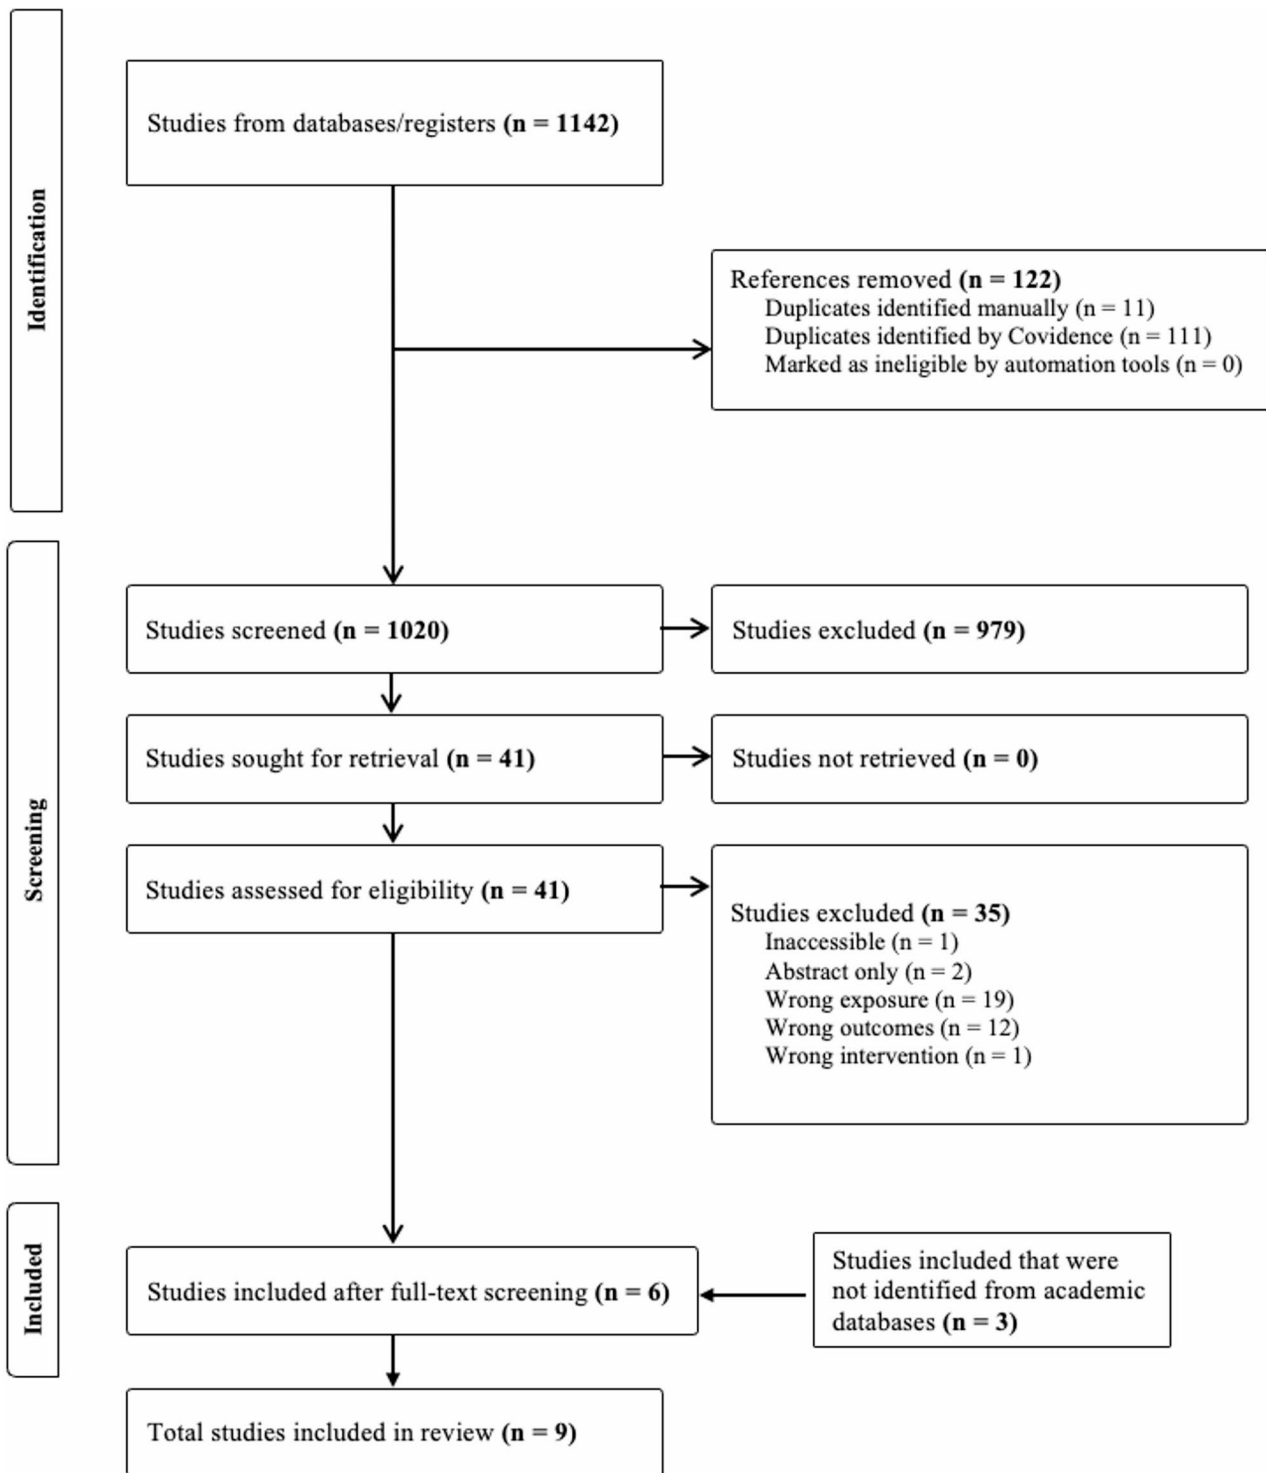 Identification
Studies from databases/registers (n = 1142)
References removed (n = 122)
Duplicates identified manually (n = 11)
Duplicates identified by Covidence (n = 111)
Marked as ineligible by automation tools (n = 0)
Screening
Studies screened (n = 1020)
Studies excluded (n = 979)
Studies sought for retrieval (n = 41)
Studies not retrieved (n = 0)
Studies assessed for eligibility (n = 41)
Studies excluded (n = 35)
Inaccessible (n = 1)
Abstract only (n = 2)
Wrong exposure (n = 19)
Wrong outcomes (n = 12)
Wrong intervention (n = 1)
Included
Studies included after full-text screening (n = 6)
Studies included that were
not identified from academic
databases (n = 3)
Total studies included in review (n = 9)